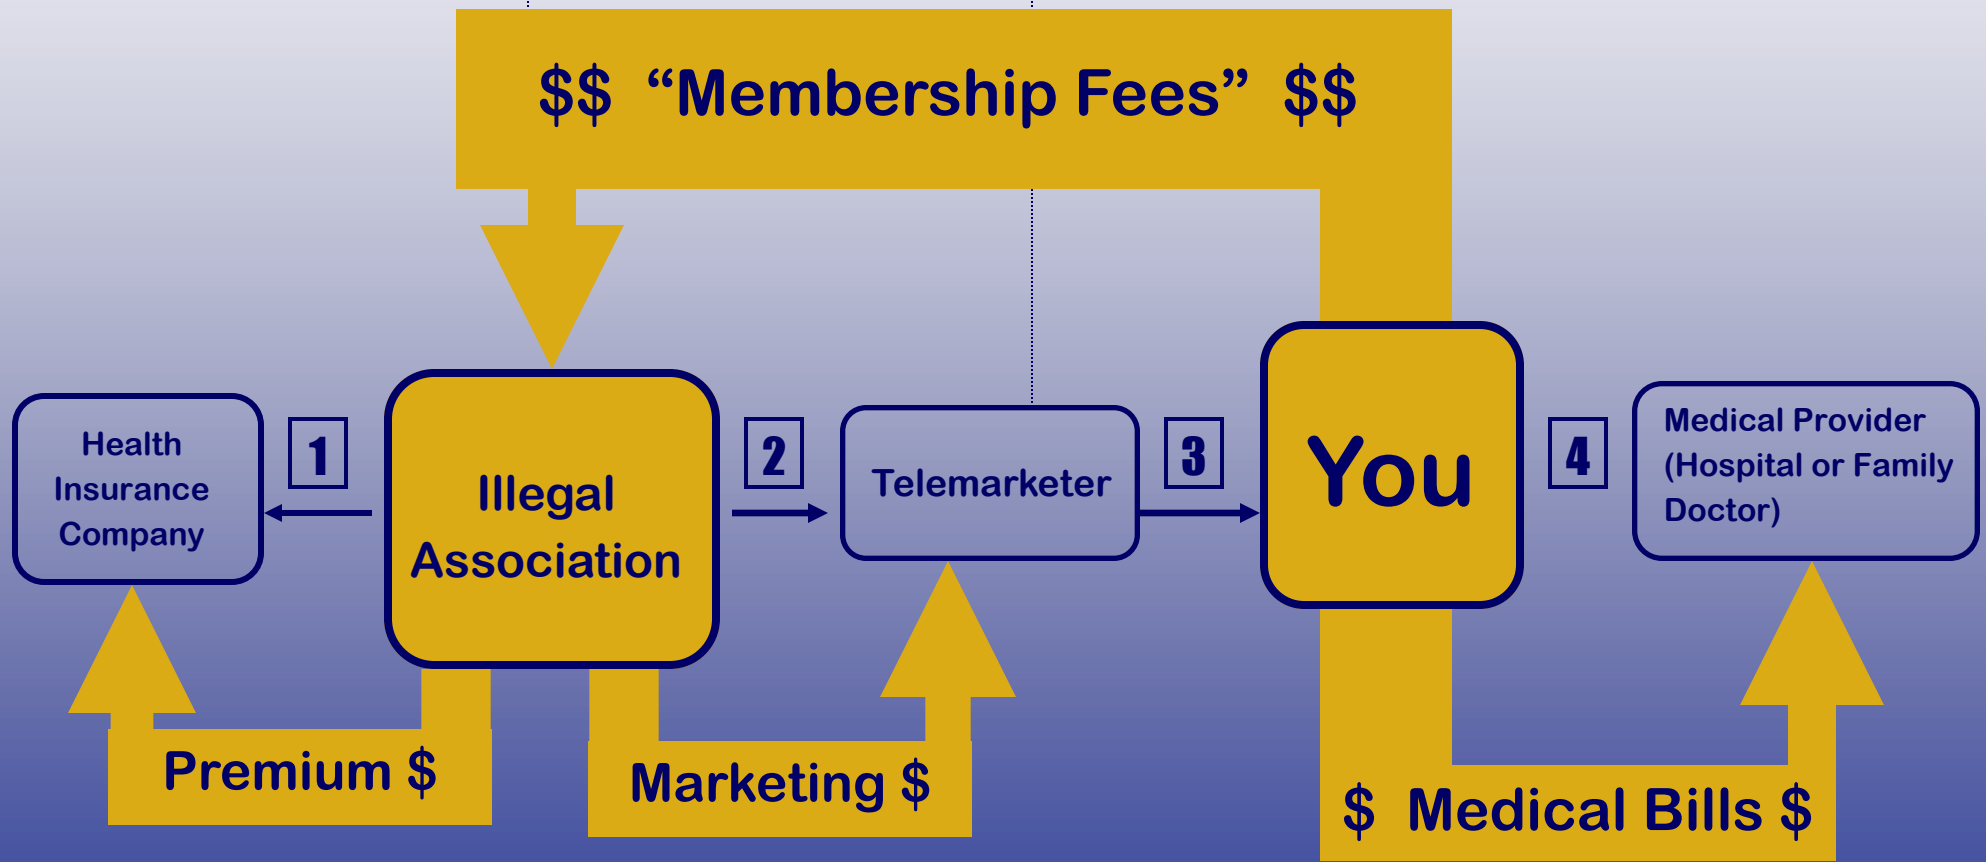 $$ “Membership Fees” $$
Health
Insurance
Company
1
Illegal
Association
2
Telemarketer
3
You
4
Medical Provider
(Hospital or Family
Doctor)
Premium $
Marketing $
$ Medical Bills $